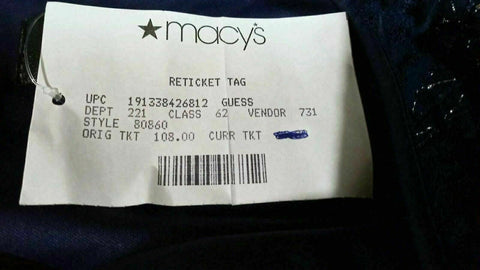 ★macy's
RETICKET TAG
UPC 191338426812 GUESS
DEPT 221 CLASS 62 VENDOR 731
STYLE 80860
ORIG TKT 108.00 CURR TKT